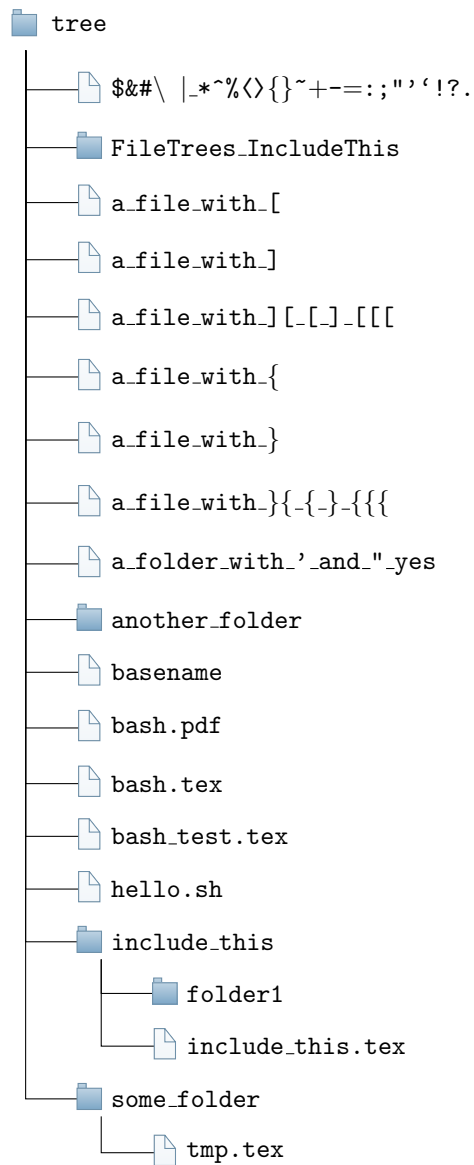 tree
$&#\ |_*^%<>{}~+-=:;"'‘!?.
FileTrees_IncludeThis
a_file_with_[
a_file_with_]
a_file_with_][_[_]_[[[
a_file_with_{
a_file_with_}
a_file_with_}{_{_}_{{{
a_folder_with_'_and_"_yes
another_folder
basename
bash.pdf
bash.tex
bash_test.tex
hello.sh
include_this
folder1
include_this.tex
some_folder
tmp.tex